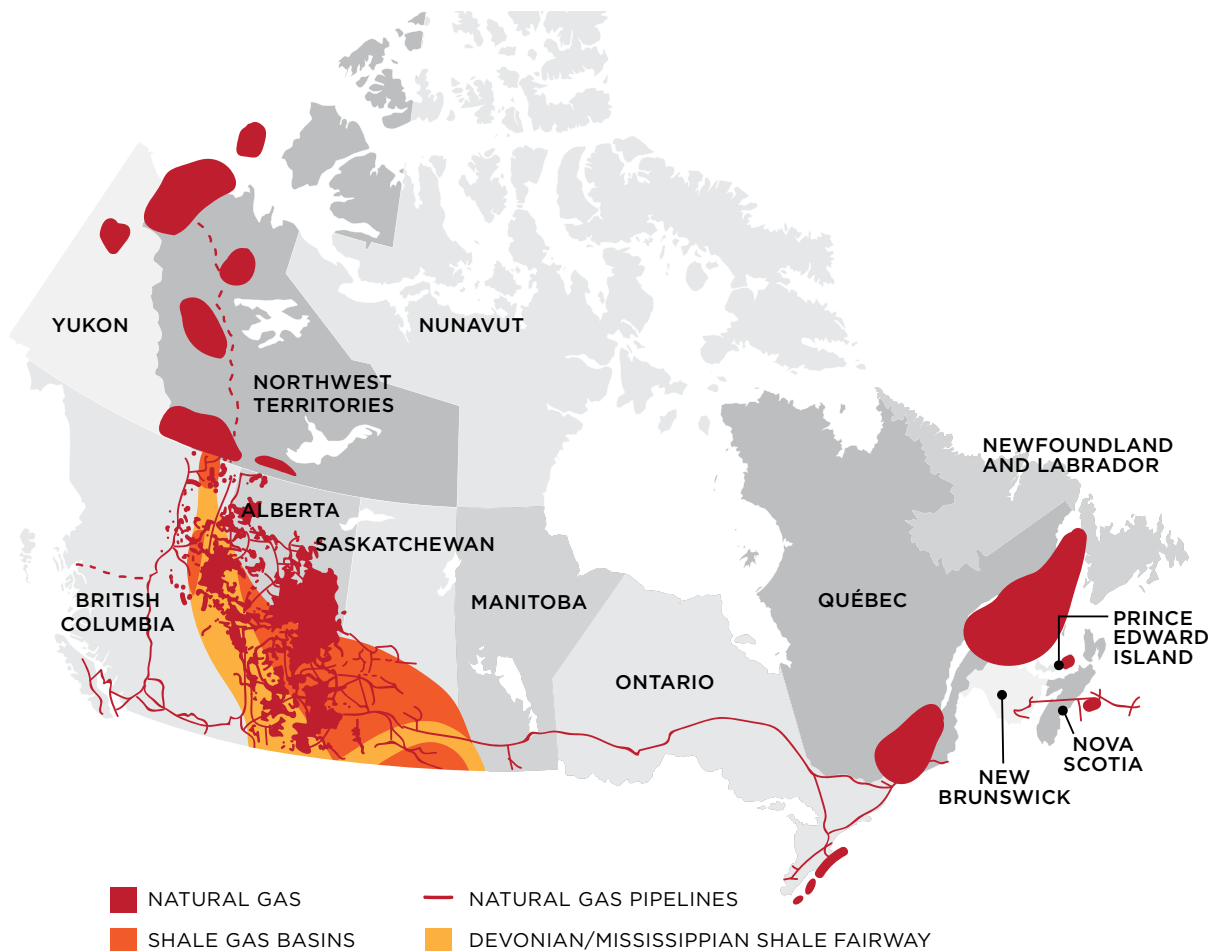 YUKON
NUNAVUT
NORTHWEST
TERRITORIES
NEWFOUNDLAND
AND LABRADOR
ALBERTA
SASKATCHEWAN
BRITISH
COLUMBIA
MANITOBA
QUÉBEC
PRINCE
EDWARD
ISLAND
ONTARIO
NOVA
SCOTIA
NEW
BRUNSWICK
NATURAL GAS
NATURAL GAS PIPELINES
SHALE GAS BASINS
DEVONIAN/MISSISSIPPIAN SHALE FAIRWAY